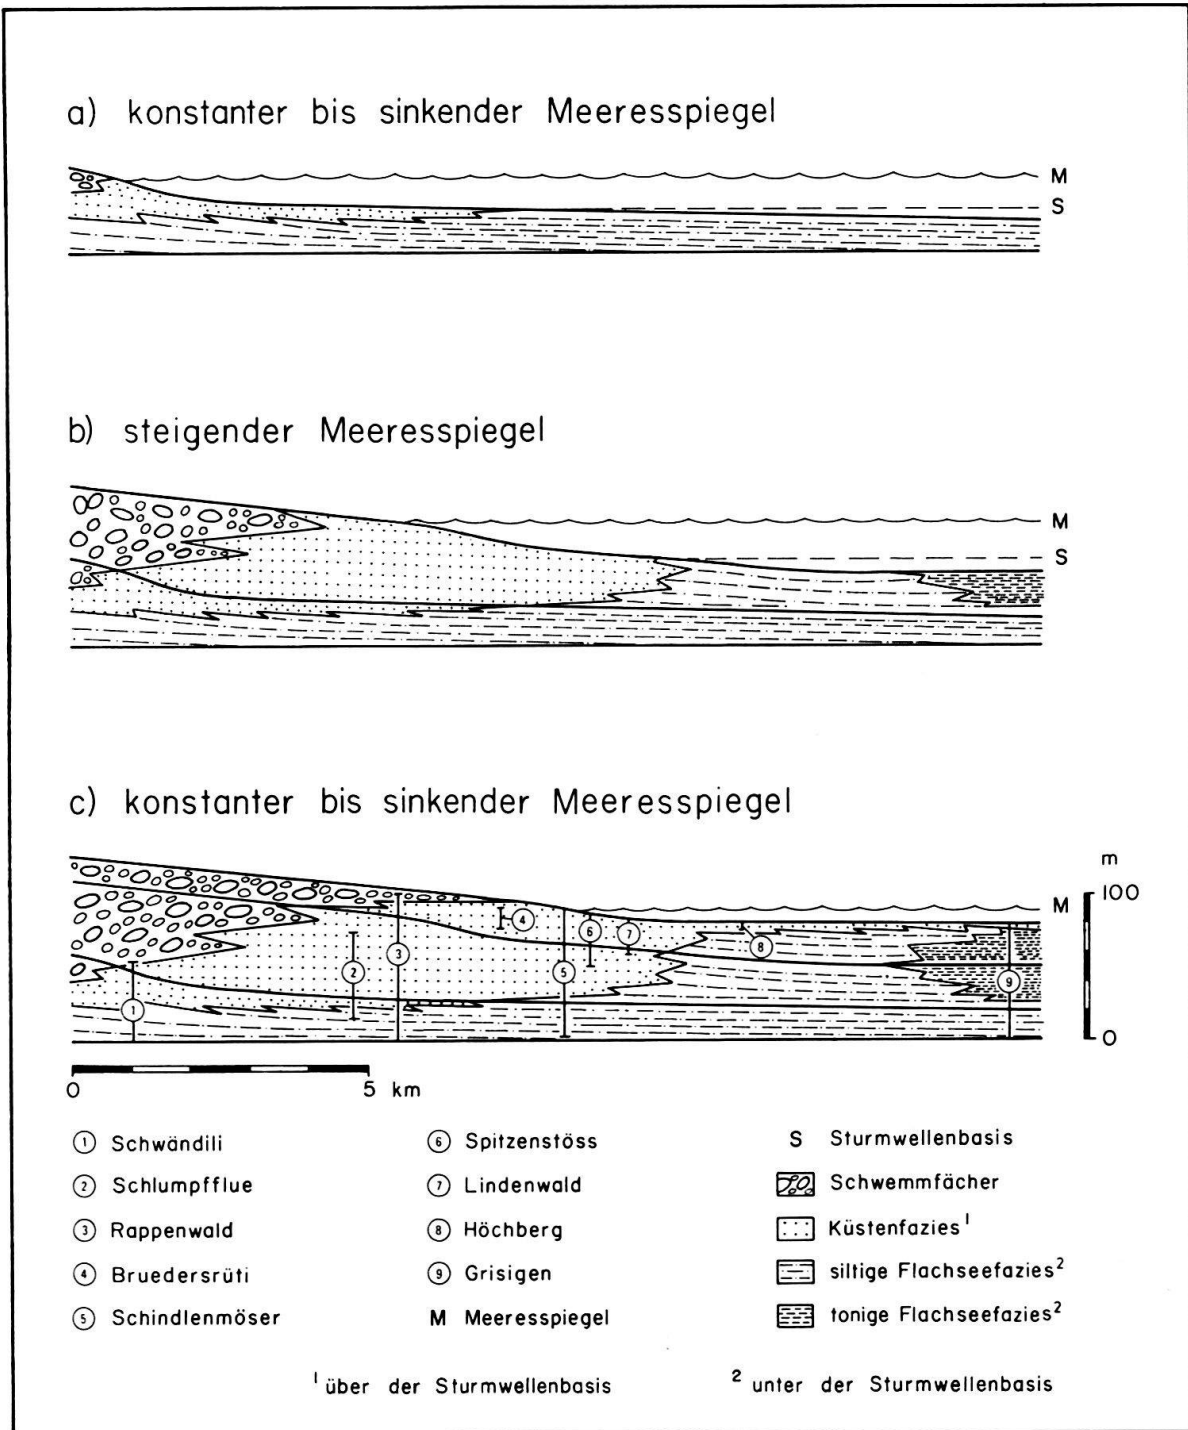 a) konstanter bis sinkender Meeresspiegel
M
S
b) steigender Meeresspiegel
M
S
c) konstanter bis sinkender Meeresspiegel
m
100
M
4
6
7
3
8
2
5
9
1
0
0 5 km
1 Schwändili
2 Schlumpfflue
3 Rappenwald
4 Bruedersrüti
5 Schindlenmöser
6 Spitzenstöss
7 Lindenwald
8 Höchberg
9 Grisigen
M Meeresspiegel
S Sturmwellenbasis
Schwemmfächer
Küstenfazies¹
siltige Flachseefazies²
tonige Flachseefazies²
¹ über der Sturmwellenbasis
² unter der Sturmwellenbasis